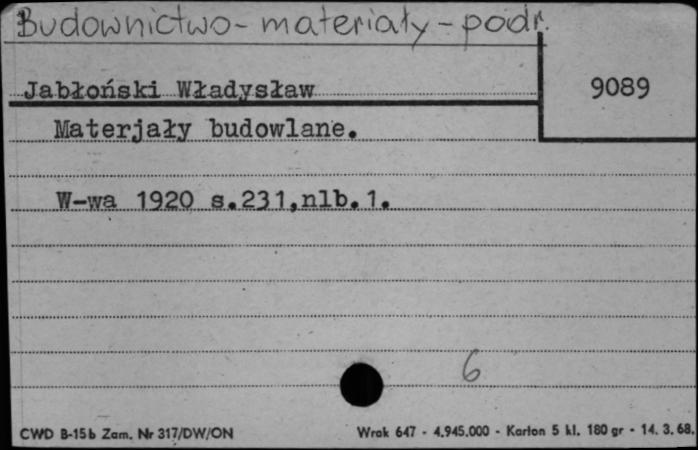 Budownictwo - materiały - podr.
Jabłoński Władysław
9089
Materjały budowlane.
W-wa 1920 s.231,nlb.1.
6
CWD B-15b Zam. Nr 317/DW/ON
Wrak 647 - 4.945.000 - Karton 5 kl. 180 gr - 14. 3. 68.